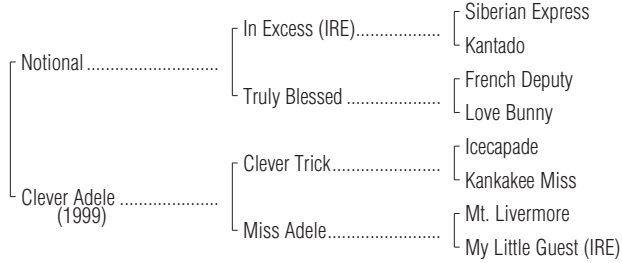 Siberian Express
In Excess (IRE)....................
Kantado
Notional ................................
French Deputy
Truly Blessed ......................
Love Bunny
Icecapade
Clever Trick..........................
Kankakee Miss
Clever Adele ........................
(1999)
Mt. Livermore
Miss Adele...........................
My Little Guest (IRE)